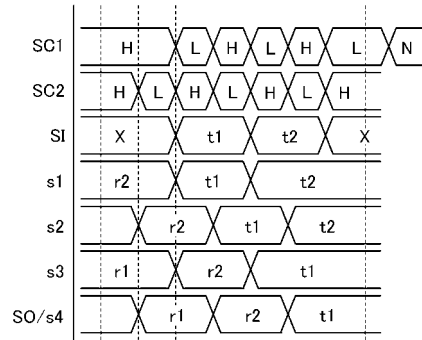 SC1 H L H L H L N
SC2 H L H L H L H
SI X t1 t2 X
s1 r2 t1 t2
s2 r2 t1 t2
s3 r1 r2 t1
SO/s4 r1 r2 t1